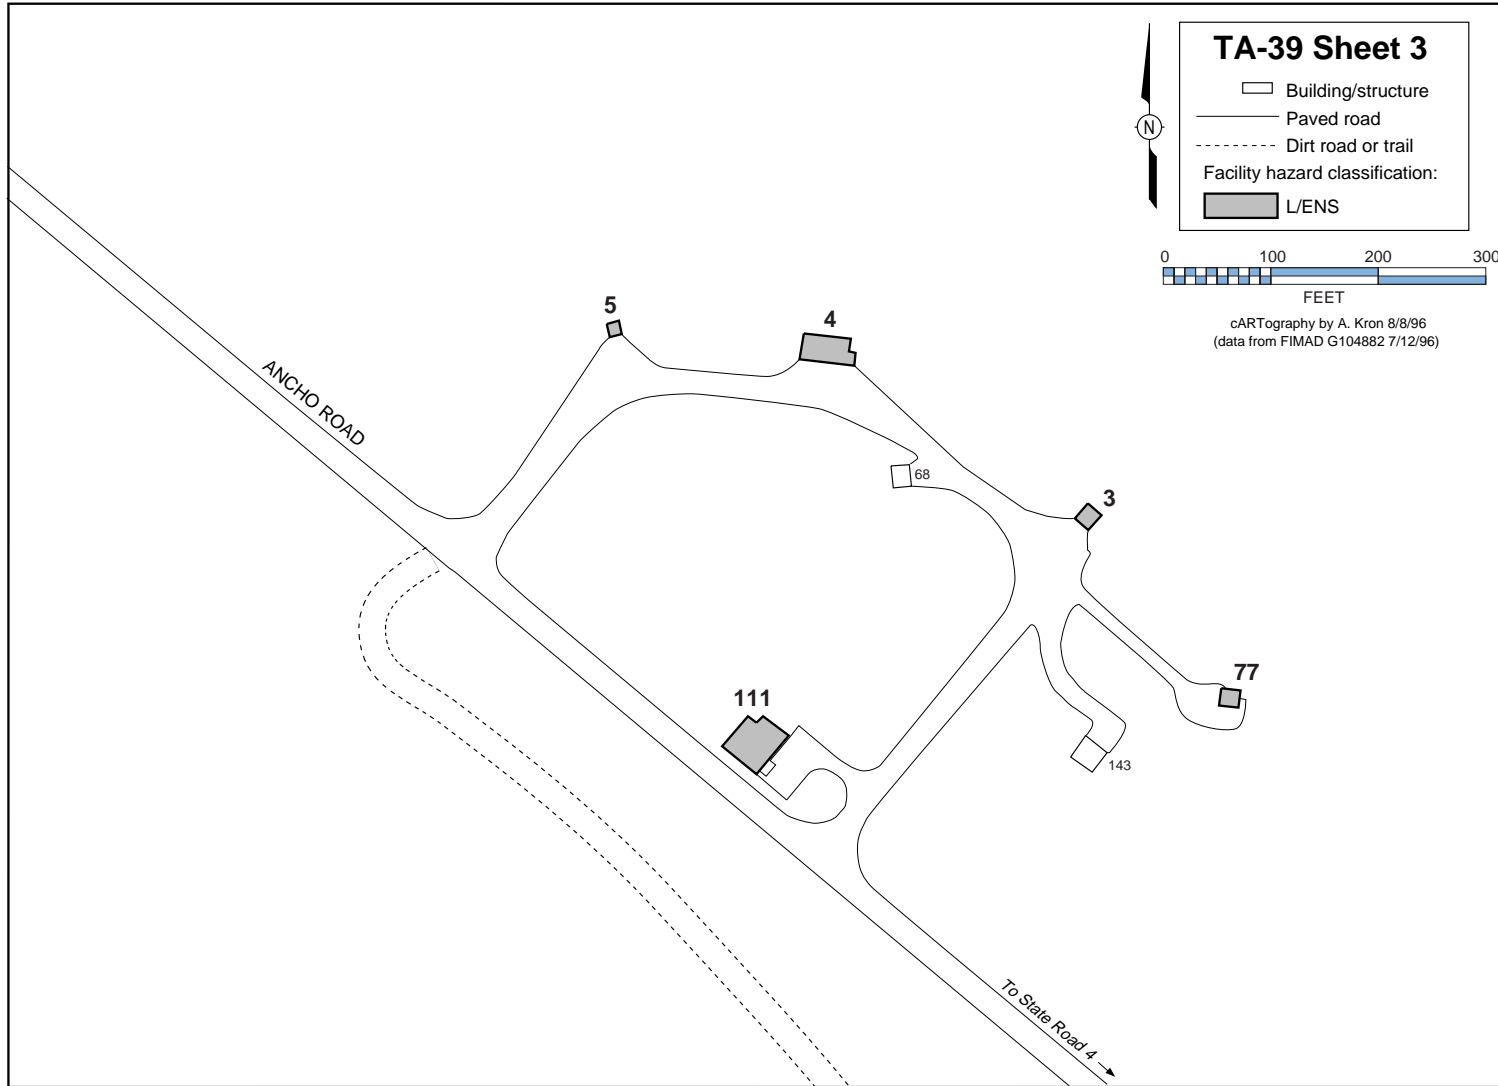 TA-39 Sheet 3
Building/structure
Paved road
Dirt road or trail
Facility hazard classification:
L/ENS
N
0 100 200 300
FEET
cARTography by A. Kron 8/8/96
(data from FIMAD G104882 7/12/96)
5
4
ANCHO ROAD
68
3
77
111
143
To State Road 4